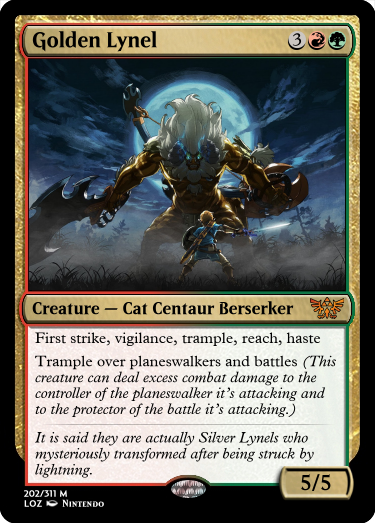 Golden Lynel 3
Creature — Cat Centaur Berserker
First strike, vigilance, trample, reach, haste
Trample over planeswalkers and battles (This
creature can deal excess combat damage to the
controller of the planeswalker it's attacking and
to the protector of the battle it's attacking.)
It is said they are actually Silver Lynels who
mysteriously transformed after being struck by
lightning.
5/5
202/311 M
LOZ Nintendo